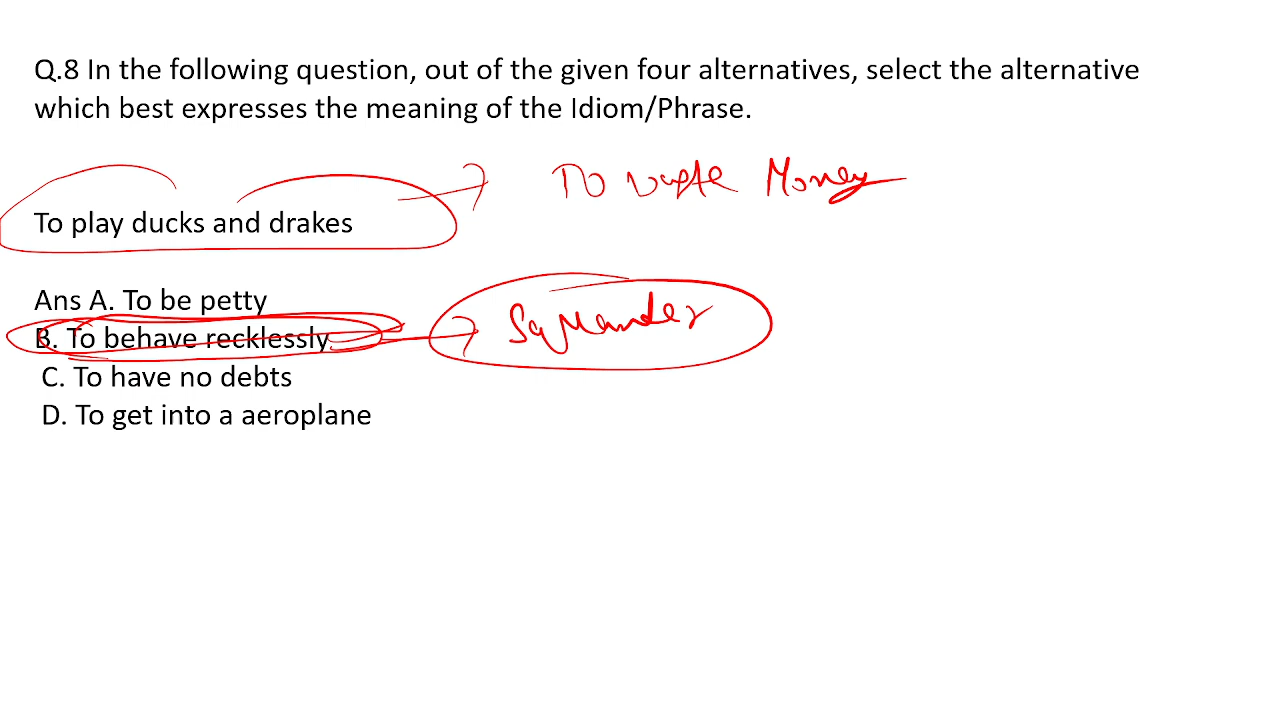 Q.8 In the following question, out of the given four alternatives, select the alternative
which best expresses the meaning of the Idiom/Phrase.
To waste Money
To play ducks and drakes
Ans A. To be petty
Squander
B. To behave recklessly
C. To have no debts
D. To get into a aeroplane